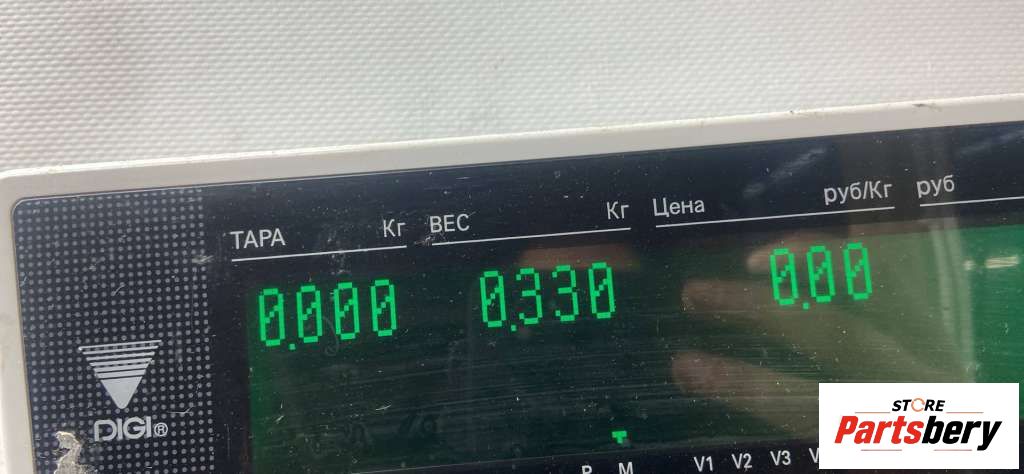 ТАРА Кг ВЕС Кг Цена руб/Кг руб
0.000 0.330 0.00
DIGI®
P M V1 V2 V3
STORE
Partsbery